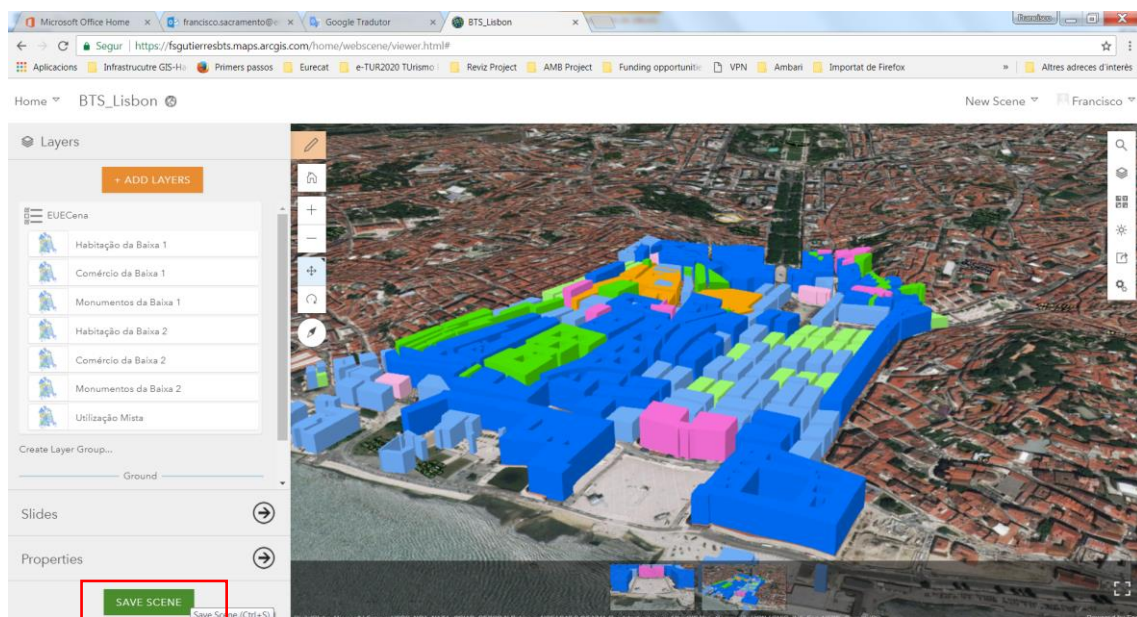 Microsoft Office Home
francisco.sacramento@e
Google Tradutor
BTS_Lisbon
Segur | https://fsgutierresbts.maps.arcgis.com/home/webscene/viewer.html#
Aplicacions
Infrastrucutre GIS-Ha
Primers passos
Eurecat
e-TUR2020 TUrismo
Reviz Project
AMB Project
Funding opportunitie
VPN
Ambari
Importat de Firefox
»
Altres adreces d'interès
Home
BTS_Lisbon
New Scene
Francisco
Layers
+ ADD LAYERS
EUECena
Habitação da Baixa 1
Comércio da Baixa 1
Monumentos da Baixa 1
Habitação da Baixa 2
Comércio da Baixa 2
Monumentos da Baixa 2
Utilização Mista
Create Layer Group...
Ground
Slides
Properties
SAVE SCENE
Save Scene (Ctrl+S)